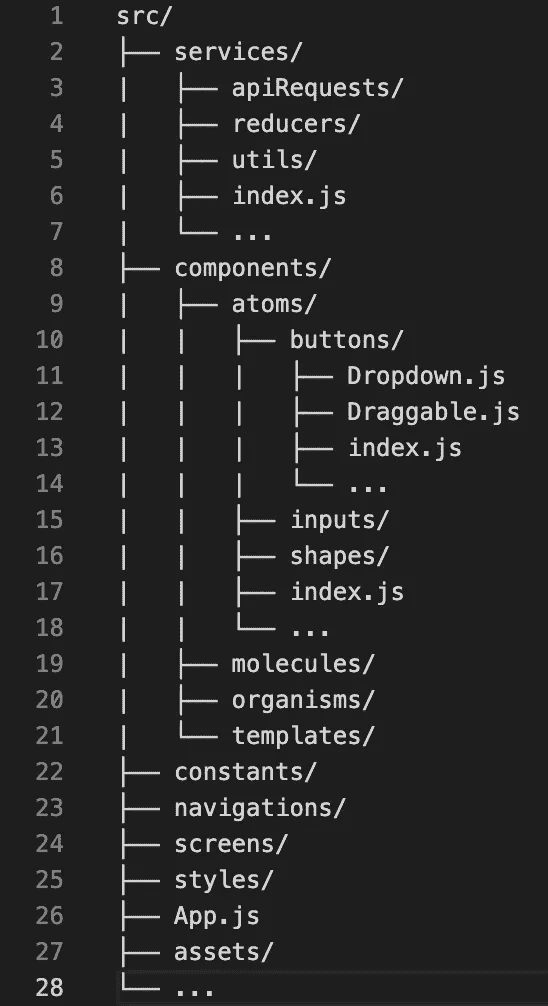 1 src/
2 ├── services/
3 |   ├── apiRequests/
4 |   ├── reducers/
5 |   ├── utils/
6 |   ├── index.js
7 |   └── ...
8 ├── components/
9 |   ├── atoms/
10 |   |   ├── buttons/
11 |   |   |   ├── Dropdown.js
12 |   |   |   ├── Draggable.js
13 |   |   |   ├── index.js
14 |   |   |   └── ...
15 |   |   ├── inputs/
16 |   |   ├── shapes/
17 |   |   ├── index.js
18 |   |   └── ...
19 |   ├── molecules/
20 |   ├── organisms/
21 |   └── templates/
22 ├── constants/
23 ├── navigations/
24 ├── screens/
25 ├── styles/
26 ├── App.js
27 ├── assets/
28 └── ...